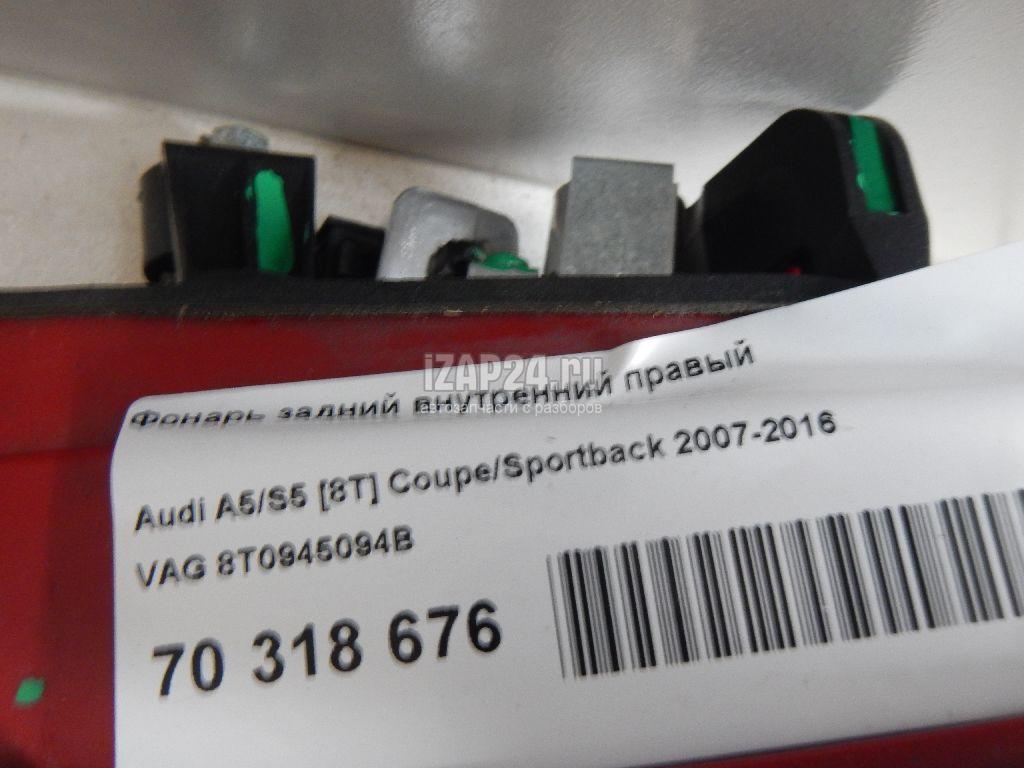 iZAP24.ru
автозапчасти с разборов
Фонарь задний внутренний правый
Audi A5/S5 [8T] Coupe/Sportback 2007-2016
VAG 8T0945094B
70 318 676